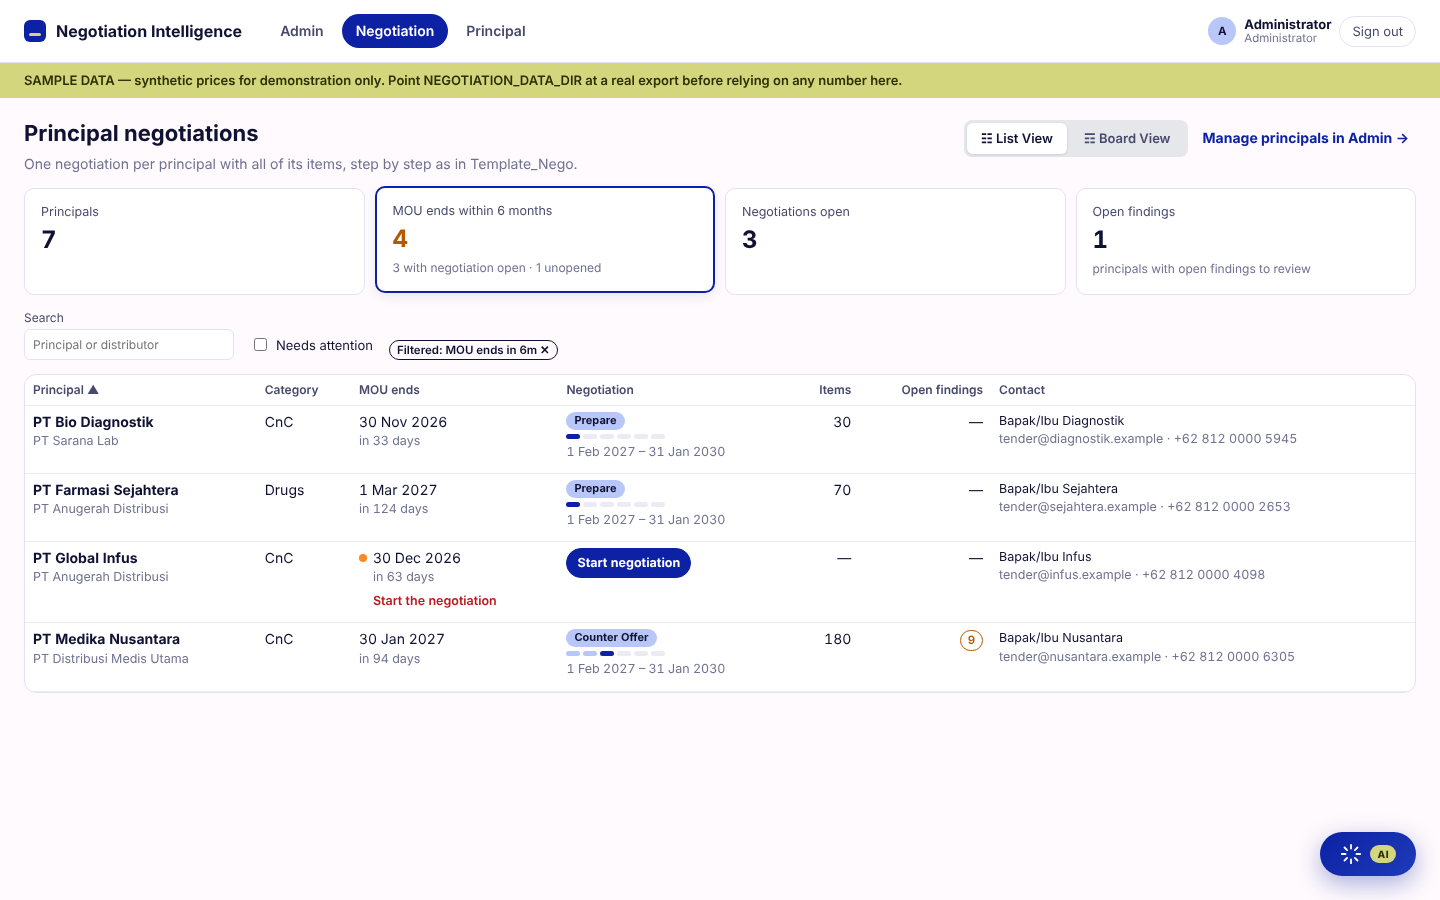 Negotiation Intelligence
Admin
Negotiation
Principal
A
Administrator
Administrator
Sign out
SAMPLE DATA — synthetic prices for demonstration only. Point NEGOTIATION_DATA_DIR at a real export before relying on any number here.
Principal negotiations
One negotiation per principal with all of its items, step by step as in Template_Nego.
☷ List View
☶ Board View
Manage principals in Admin →
Principals
7
MOU ends within 6 months
4
3 with negotiation open · 1 unopened
Negotiations open
3
Open findings
1
principals with open findings to review
Search
Principal or distributor
Needs attention
Filtered: MOU ends in 6m ✕
Principal ▲ Category MOU ends Negotiation Items Open findings Contact
PT Bio Diagnostik CnC 30 Nov 2026 Prepare 30 — Bapak/Ibu Diagnostik
PT Sarana Lab in 33 days tender@diagnostik.example · +62 812 0000 5945
1 Feb 2027 – 31 Jan 2030
PT Farmasi Sejahtera Drugs 1 Mar 2027 Prepare 70 — Bapak/Ibu Sejahtera
PT Anugerah Distribusi in 124 days tender@sejahtera.example · +62 812 0000 2653
1 Feb 2027 – 31 Jan 2030
PT Global Infus CnC 30 Dec 2026 Start negotiation — — Bapak/Ibu Infus
PT Anugerah Distribusi in 63 days tender@infus.example · +62 812 0000 4098
Start the negotiation
PT Medika Nusantara CnC 30 Jan 2027 Counter Offer 180 9 Bapak/Ibu Nusantara
PT Distribusi Medis Utama in 94 days tender@nusantara.example · +62 812 0000 6305
1 Feb 2027 – 31 Jan 2030
AI